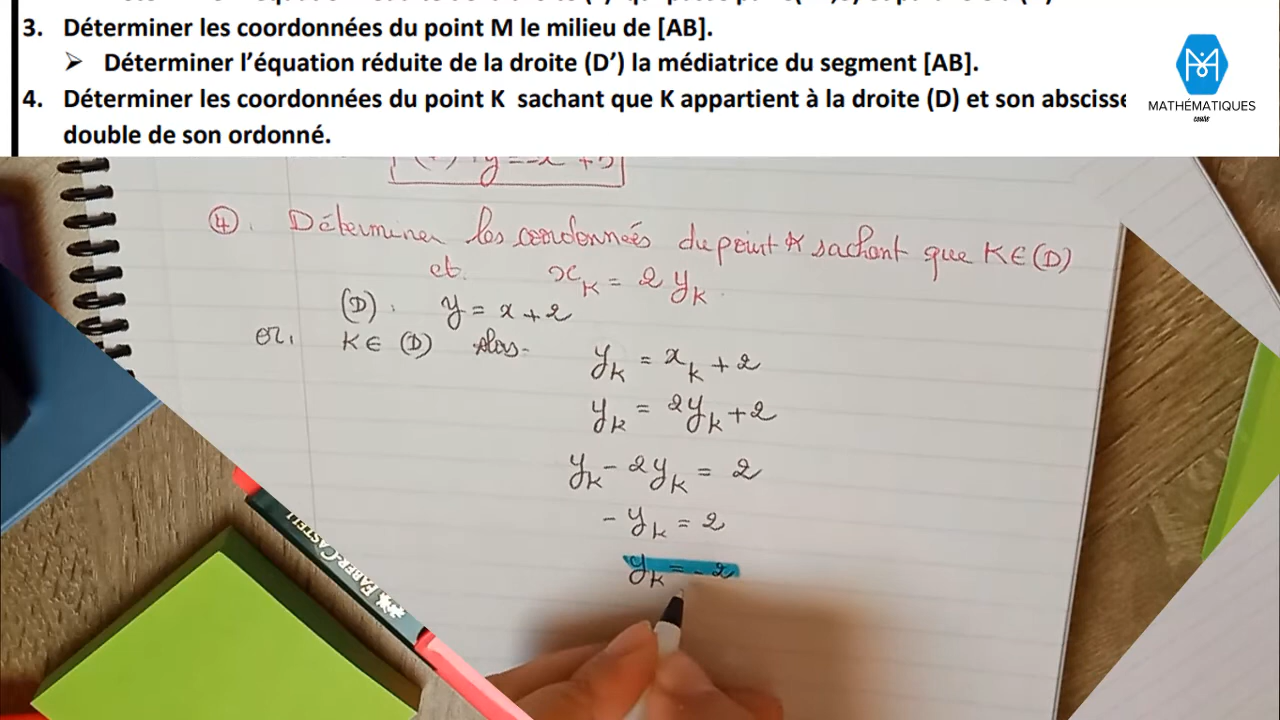 3. Déterminer les coordonnées du point M le milieu de [AB].
➤ Déterminer l'équation réduite de la droite (D') la médiatrice du segment [AB].
4. Déterminer les coordonnées du point K sachant que K appartient à la droite (D) et son abscisse
double de son ordonné.
MATHÉMATIQUES
cours
④. Déterminer les coordonnées du point K sachant que K ∈ (D)
et. x_K = 2 y_K.
(D): y = x + 2
or. K ∈ (D) alors
y_K = x_K + 2
y_K = 2y_K + 2
y_K - 2y_K = 2
- y_K = 2
y_K = - 2
FABER-CASTELL